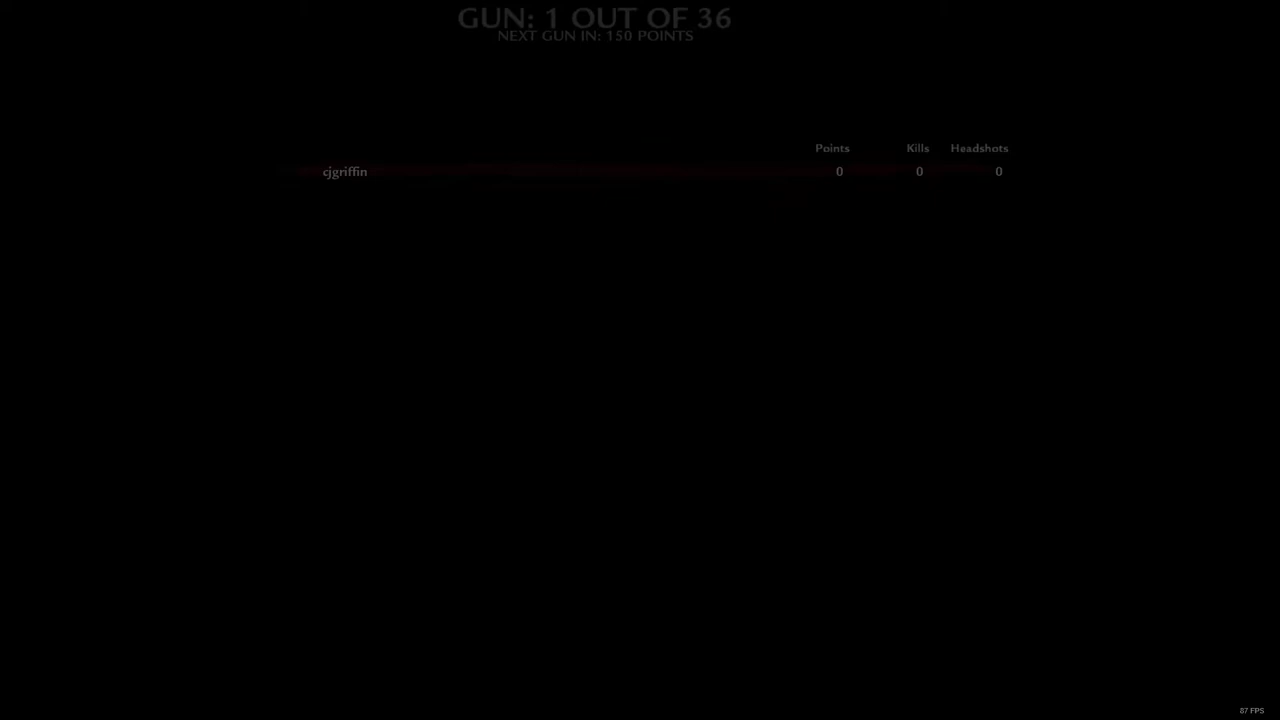 GUN: 1 OUT OF 36
NEXT GUN IN: 150 POINTS
Points Kills Headshots
cjgriffin 0 0 0
87 FPS